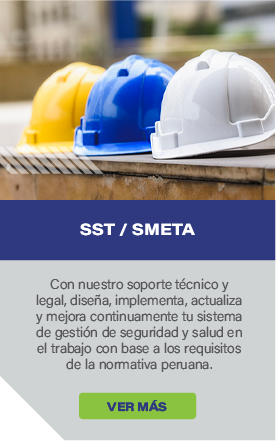 SST / SMETA
Con nuestro soporte técnico y
legal, diseña, implementa, actualiza
y mejora continuamente tu sistema
de gestión de seguridad y salud en
el trabajo con base a los requisitos
de la normativa peruana.
VER MÁS